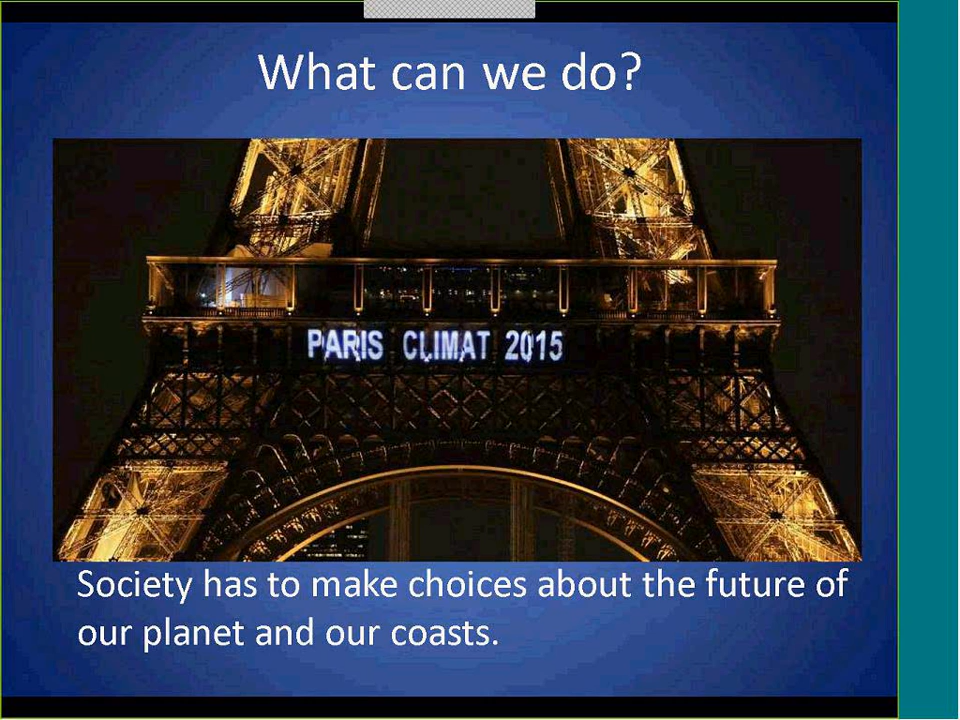 What can we do?
PARIS CLIMAT 2015
Society has to make choices about the future of
our planet and our coasts.